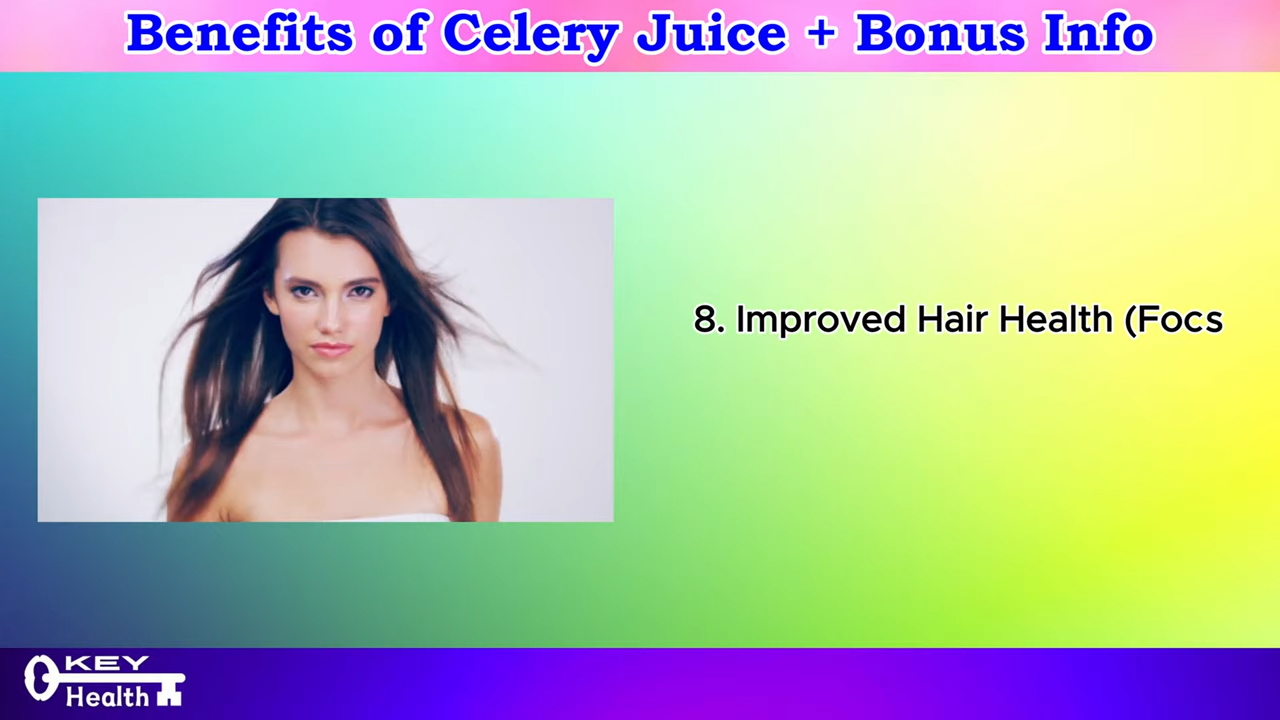 Benefits of Celery Juice + Bonus Info
8. Improved Hair Health (Focs
KEY
Health